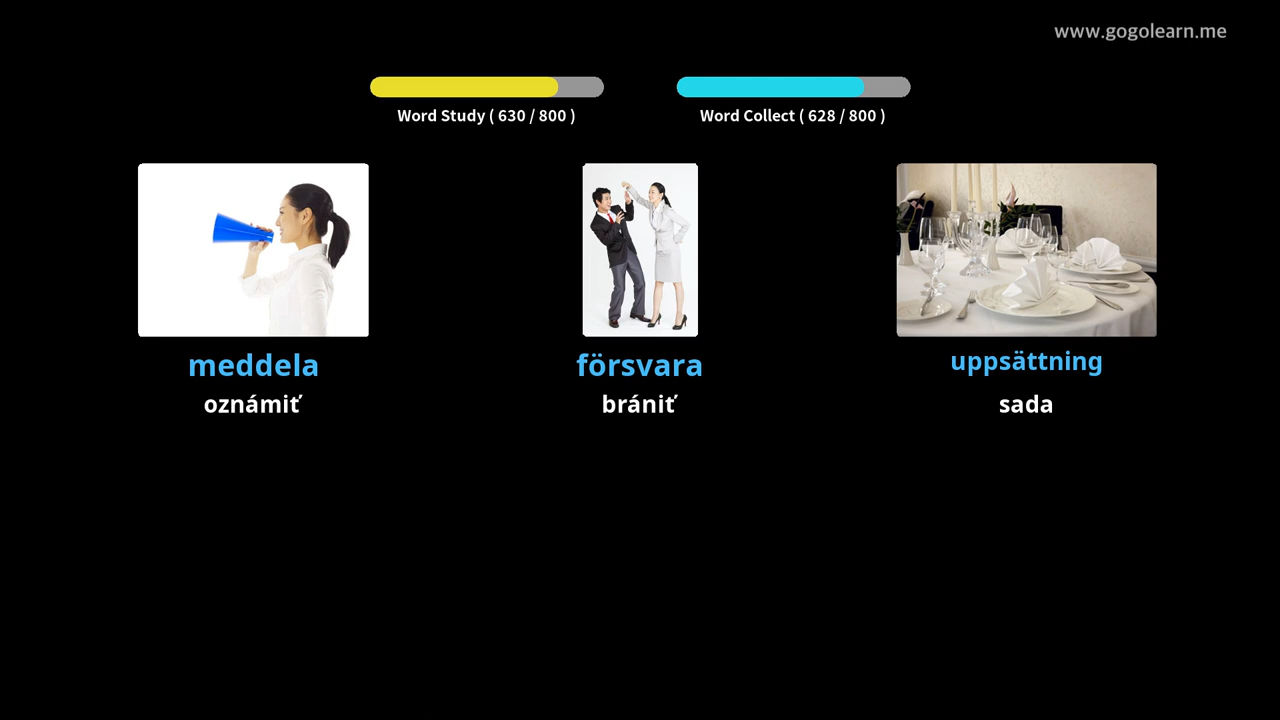 www.gogolearn.me
Word Study ( 630 / 800 )
Word Collect ( 628 / 800 )
meddela
försvara
uppsättning
oznámiť
brániť
sada